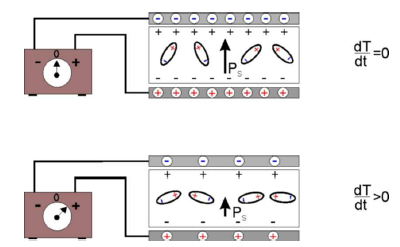 - 0 +
- - - - - - - -
+ + + + + + + +
P_s
- - - - - - -
+ + + + + + + +
dT/dt =0
- 0 +
- - - -
+ + + +
P_s
- - - -
+ + + +
dT/dt >0